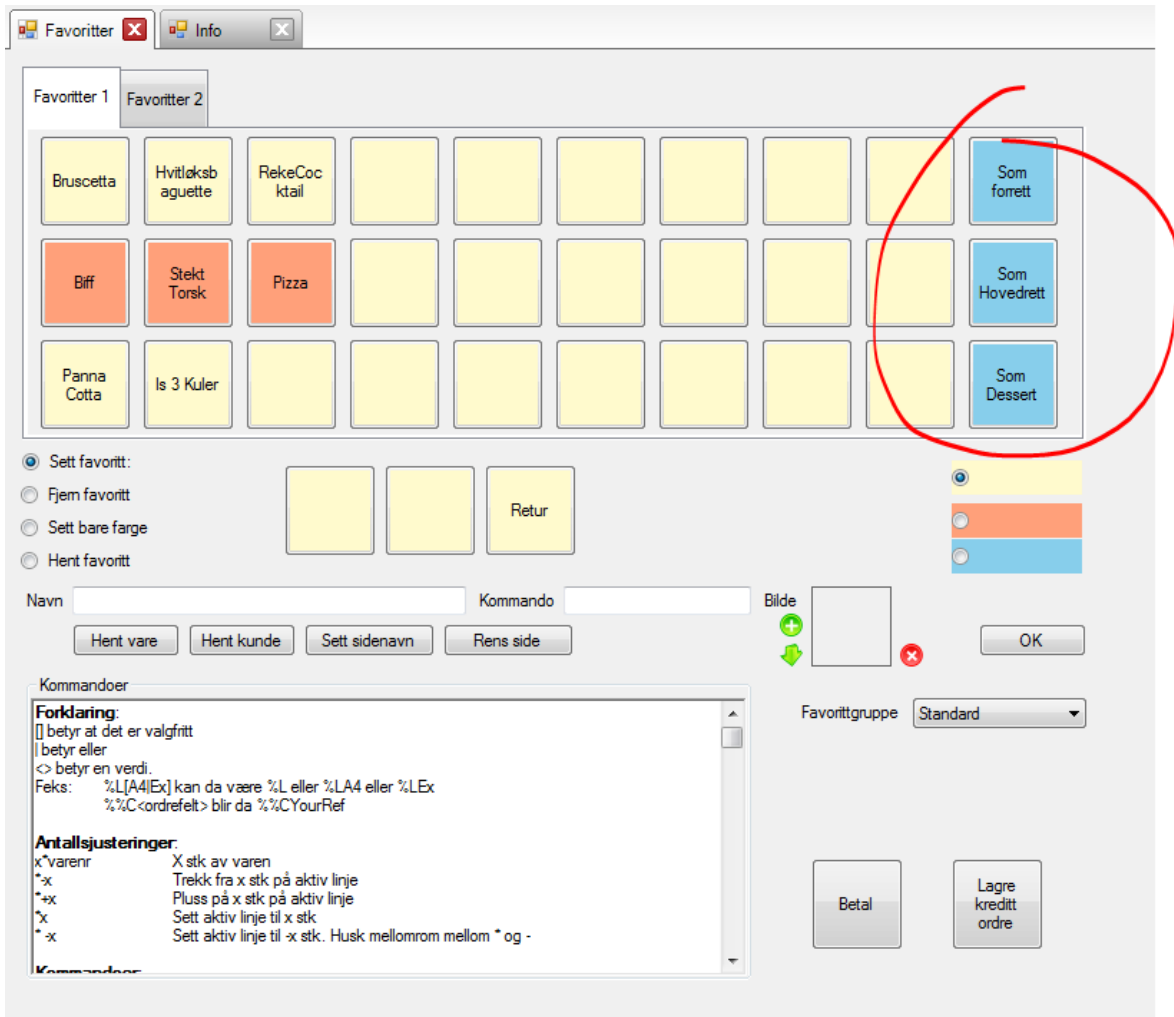 Favoritter
Info
Favoritter 1
Favoritter 2
Bruscetta
Hvitløksb
aguette
RekeCoc
ktail
Som
forrett
Biff
Stekt
Torsk
Pizza
Som
Hovedrett
Panna
Cotta
Is 3 Kuler
Som
Dessert
Sett favoritt:
Fjern favoritt
Sett bare farge
Hent favoritt
Retur
Navn
Kommando
Bilde
Hent vare
Hent kunde
Sett sidenavn
Rens side
OK
Kommandoer
Forklaring:
[] betyr at det er valgfritt
| betyr eller
<> betyr en verdi.
Feks: %L[A4|Ex] kan da være %L eller %LA4 eller %LEx
%%C<ordrefelt> blir da %%CYourRef
Antallsjusteringer:
x*varenr X stk av varen
*-x Trekk fra x stk på aktiv linje
*+x Pluss på x stk på aktiv linje
*x Sett aktiv linje til x stk
* -x Sett aktiv linje til -x stk. Husk mellomrom mellom * og -
Kommandoer:
Favorittgruppe
Standard
Betal
Lagre
kreditt
ordre